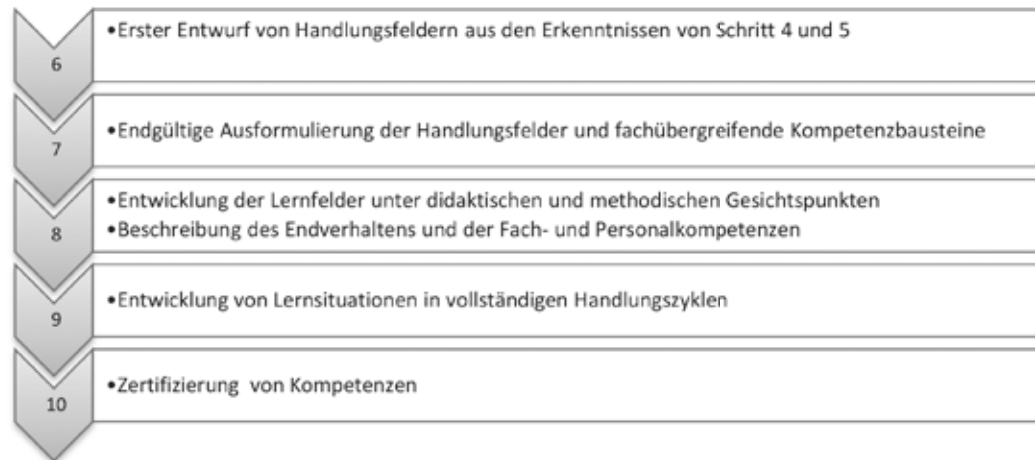 •Erster Entwurf von Handlungsfeldern aus den Erkenntnissen von Schritt 4 und 5
6
•Endgültige Ausformulierung der Handlungsfelder und fachübergreifende Kompetenzbausteine
7
•Entwicklung der Lernfelder unter didaktischen und methodischen Gesichtspunkten
•Beschreibung des Endverhaltens und der Fach- und Personalkompetenzen
8
•Entwicklung von Lernsituationen in vollständigen Handlungszyklen
9
•Zertifizierung von Kompetenzen
10